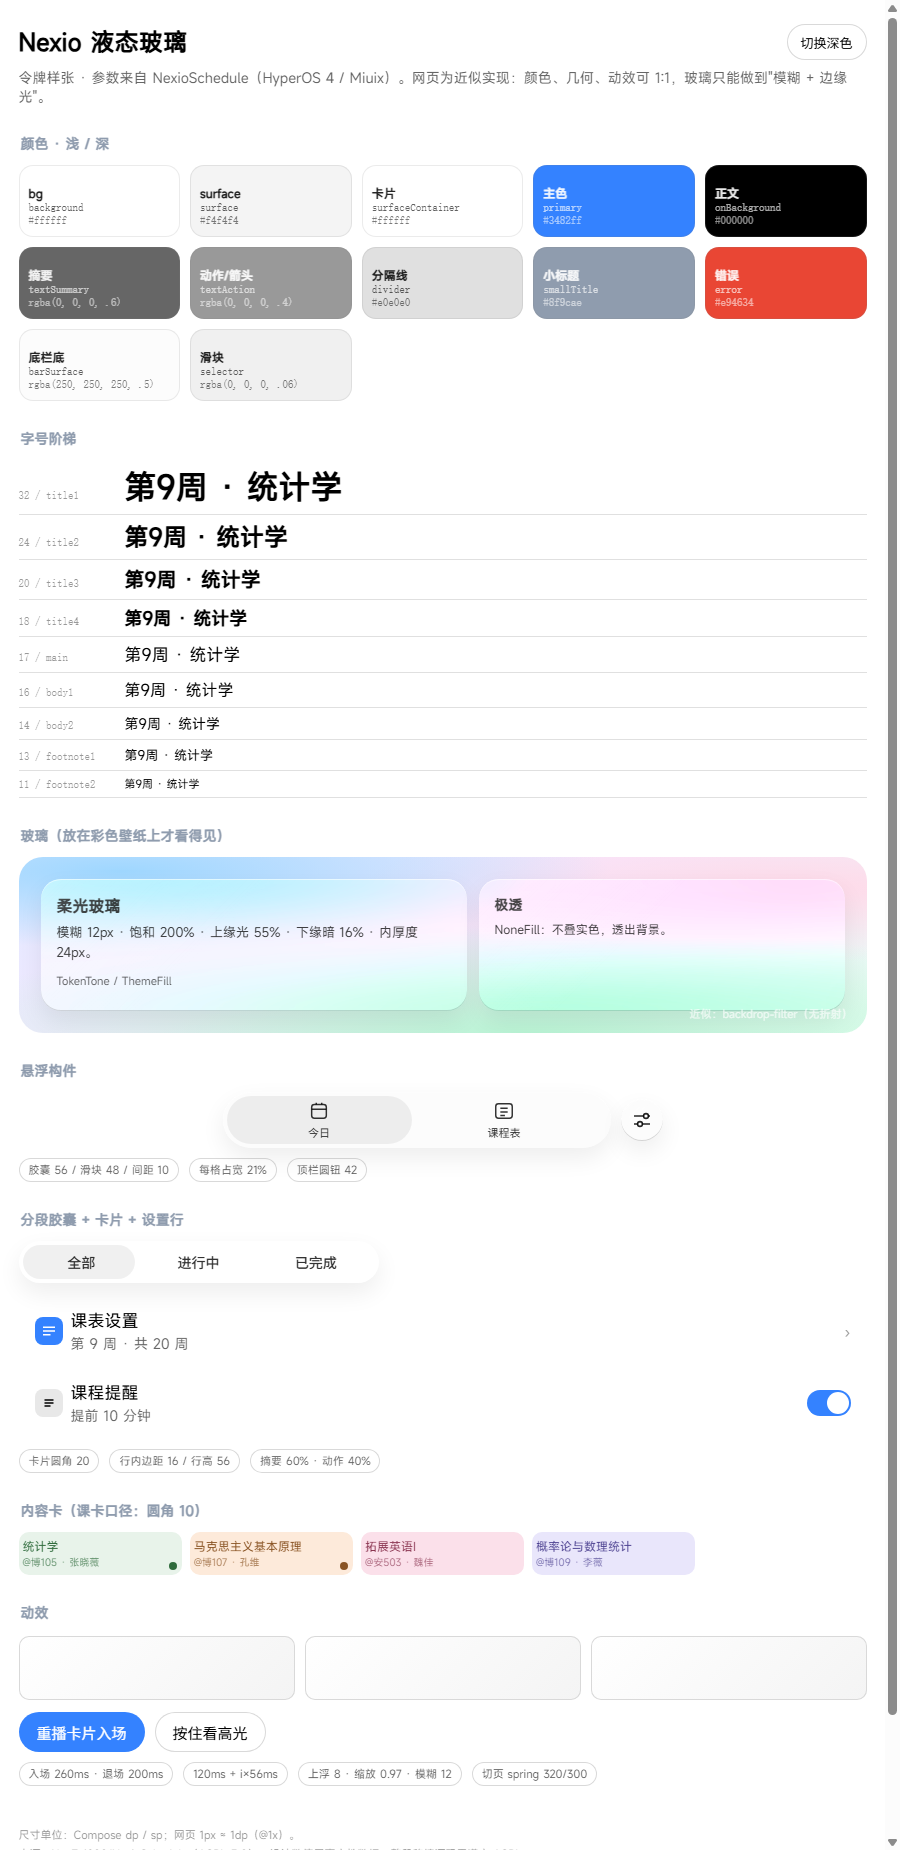 Nexio 液态玻璃
切换深色
令牌样张 · 参数来自 NexioSchedule（HyperOS 4 / Miuix）。网页为近似实现：颜色、几何、动效可 1:1，玻璃只能做到"模糊 + 边缘
光"。
颜色 · 浅 / 深
bg
background
#ffffff
surface
surface
#f4f4f4
卡片
surfaceContainer
#ffffff
主色
primary
#3482ff
正文
onBackground
#000000
摘要
textSummary
rgba(0, 0, 0, .6)
动作/箭头
textAction
rgba(0, 0, 0, .4)
分隔线
divider
#e0e0e0
小标题
smallTitle
#8f9cae
错误
error
#e94634
底栏底
barSurface
rgba(250, 250, 250, .5)
滑块
selector
rgba(0, 0, 0, .06)
字号阶梯
32 / title1
第9周 · 统计学
24 / title2
第9周 · 统计学
20 / title3
第9周 · 统计学
18 / title4
第9周 · 统计学
17 / main
第9周 · 统计学
16 / body1
第9周 · 统计学
14 / body2
第9周 · 统计学
13 / footnote1
第9周 · 统计学
11 / footnote2
第9周 · 统计学
玻璃（放在彩色壁纸上才看得见）
柔光玻璃
模糊 12px · 饱和 200% · 上缘光 55% · 下缘暗 16% · 内厚度
24px。
TokenTone / ThemeFill
极透
NoneFill：不叠实色，透出背景。
近似：backdrop-filter（无折射）
悬浮构件
今日
课程表
胶囊 56 / 滑块 48 / 间距 10
每格占宽 21%
顶栏圆钮 42
分段胶囊 + 卡片 + 设置行
全部
进行中
已完成
课表设置
第 9 周 · 共 20 周
课程提醒
提前 10 分钟
卡片圆角 20
行内边距 16 / 行高 56
摘要 60% · 动作 40%
内容卡（课卡口径：圆角 10）
统计学
@博105 · 张晓薇
马克思主义基本原理
@博107 · 孔维
拓展英语I
@安503 · 魏佳
概率论与数理统计
@博109 · 李薇
动效
重播卡片入场
按住看高光
入场 260ms · 退场 200ms
120ms + i×56ms
上浮 8 · 缩放 0.97 · 模糊 12
切页 spring 320/300
尺寸单位：Compose dp / sp；网页 1px ≈ 1dp（@1x）。